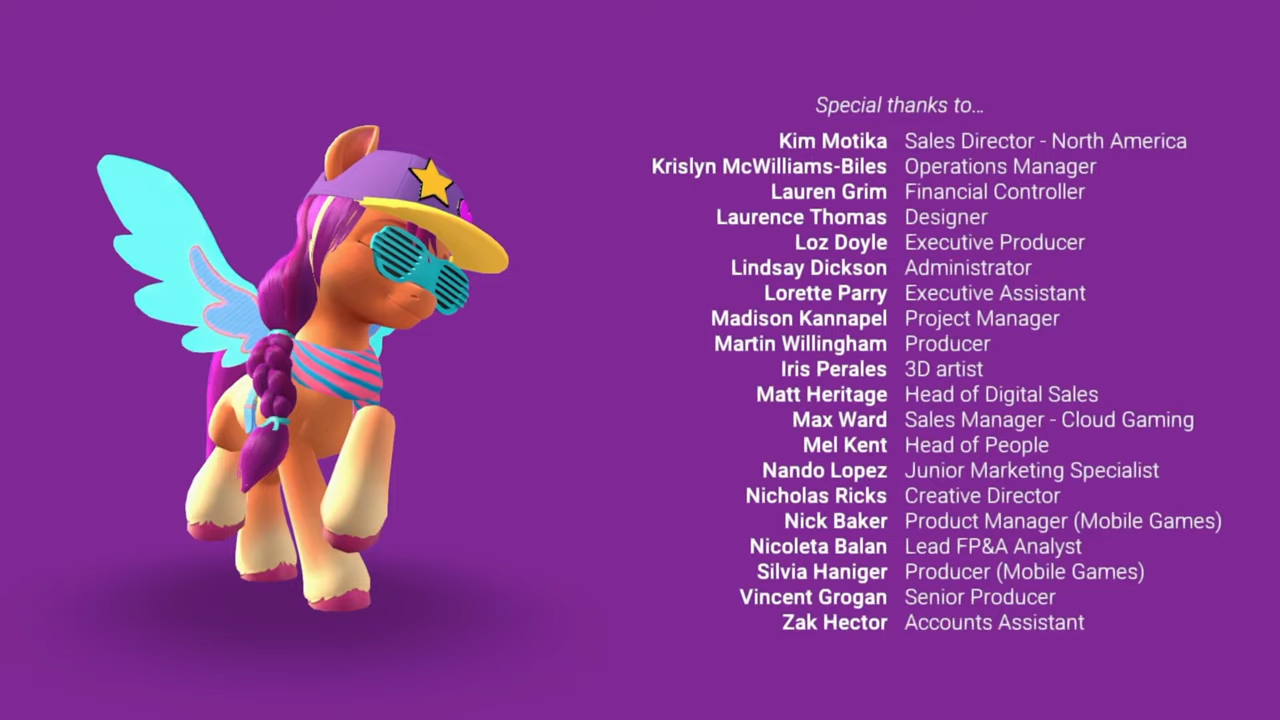 Special thanks to...
Kim Motika Sales Director - North America
Krislyn McWilliams-Biles Operations Manager
Lauren Grim Financial Controller
Laurence Thomas Designer
Loz Doyle Executive Producer
Lindsay Dickson Administrator
Lorette Parry Executive Assistant
Madison Kannapel Project Manager
Martin Willingham Producer
Iris Perales 3D artist
Matt Heritage Head of Digital Sales
Max Ward Sales Manager - Cloud Gaming
Mel Kent Head of People
Nando Lopez Junior Marketing Specialist
Nicholas Ricks Creative Director
Nick Baker Product Manager (Mobile Games)
Nicoleta Balan Lead FP&A Analyst
Silvia Haniger Producer (Mobile Games)
Vincent Grogan Senior Producer
Zak Hector Accounts Assistant